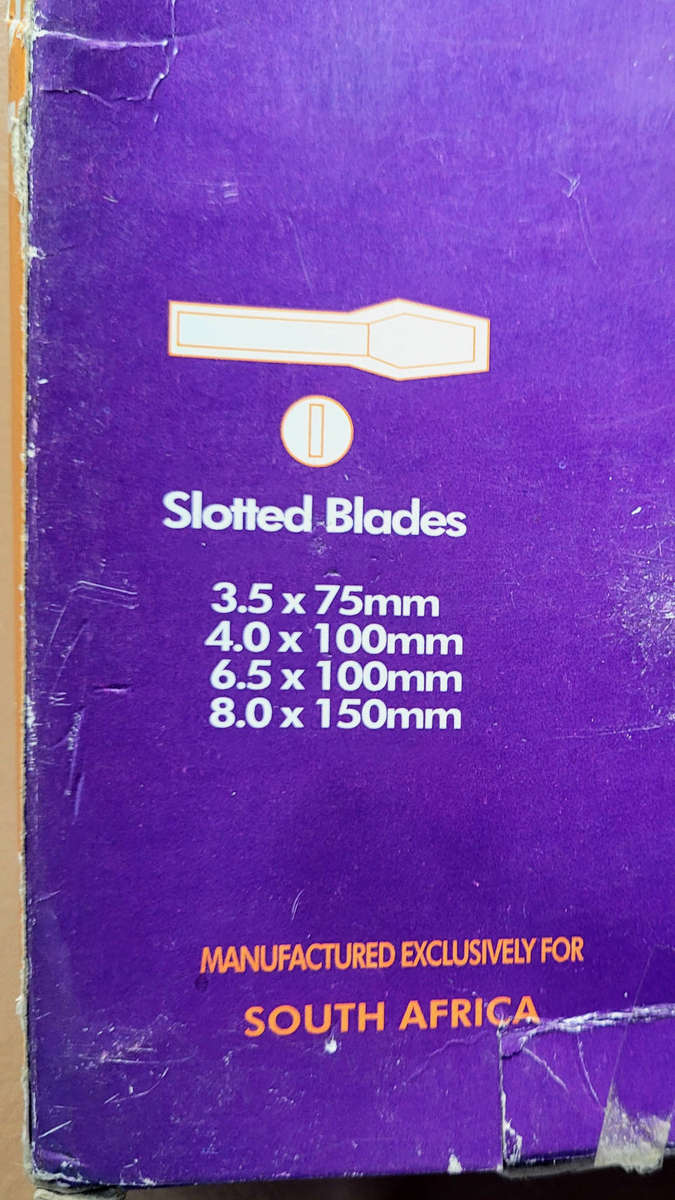 Slotted Blades
3.5 x 75mm
4.0 x 100mm
6.5 x 100mm
8.0 x 150mm
MANUFACTURED EXCLUSIVELY FOR
SOUTH AFRICA